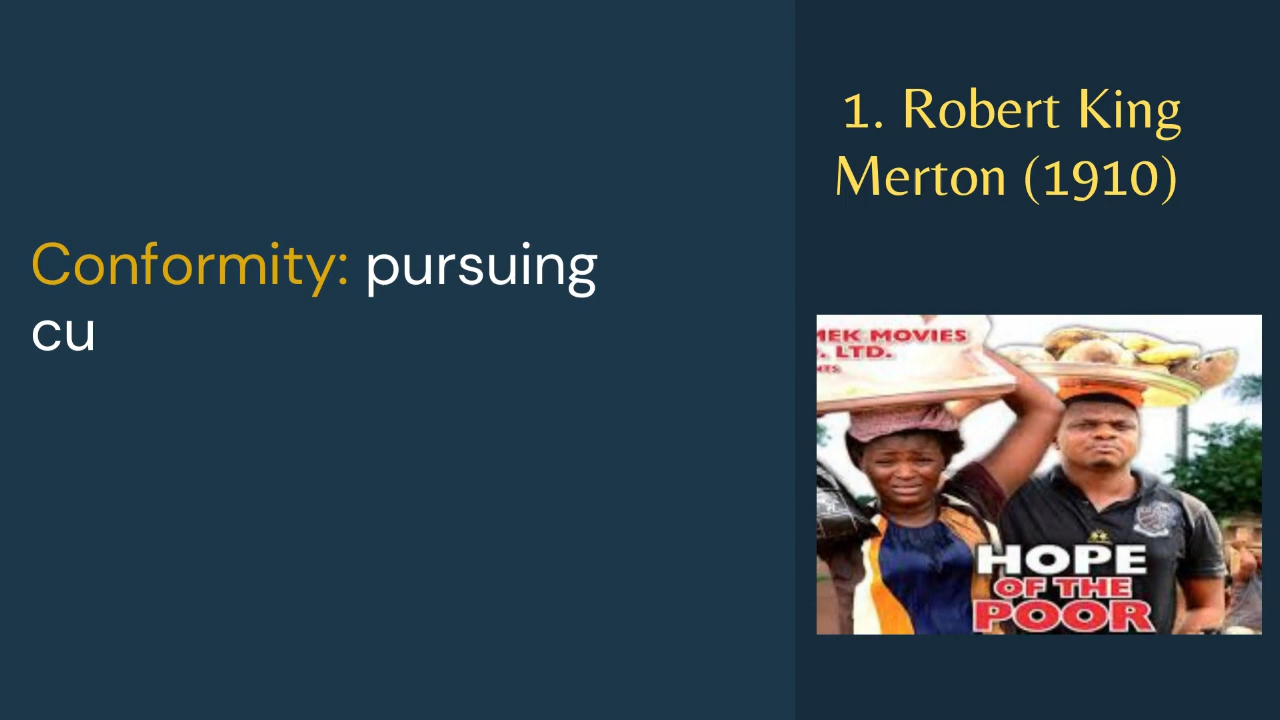 Conformity: pursuing
cu
1. Robert King
Merton (1910)
MEK MOVIES
. LTD.
HOPE
OF THE
POOR